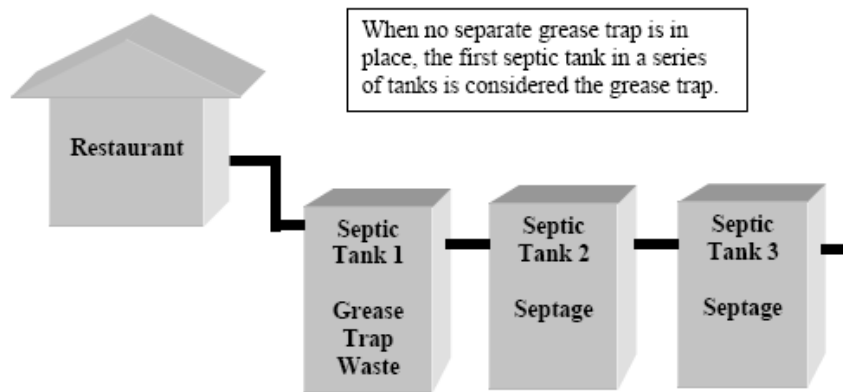 When no separate grease trap is in
place, the first septic tank in a series
of tanks is considered the grease trap.
Restaurant
Septic
Tank 1
Grease
Trap
Waste
Septic
Tank 2
Septage
Septic
Tank 3
Septage